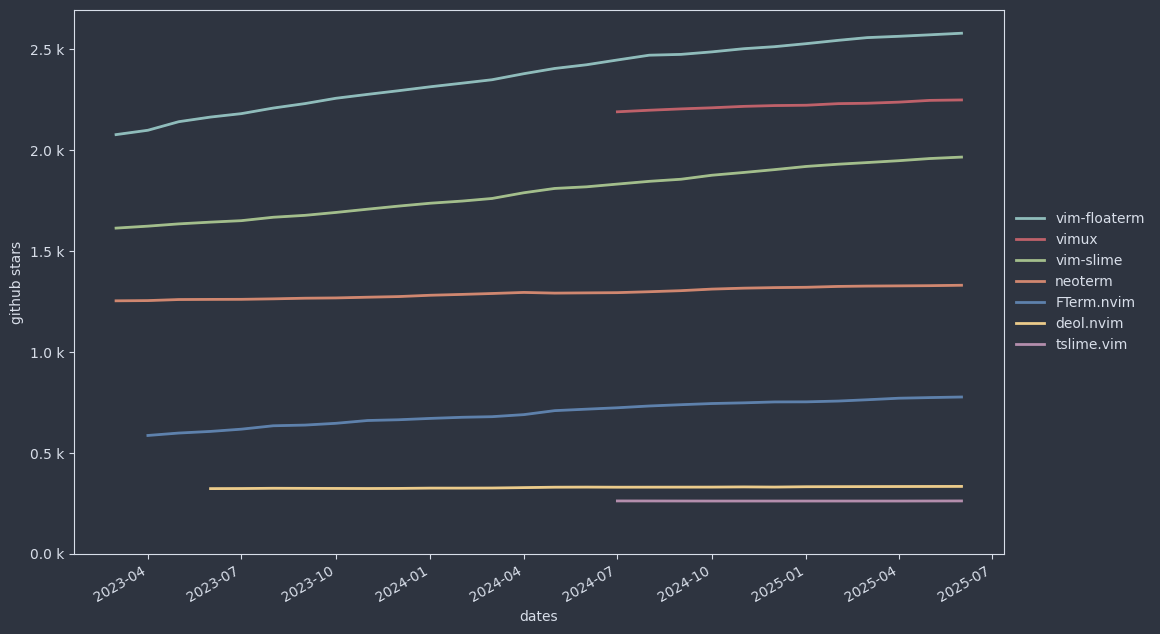 2.5 k
2.0 k
1.5 k
1.0 k
0.5 k
0.0 k
github stars
2023-04
2023-07
2023-10
2024-01
2024-04
2024-07
2024-10
2025-01
2025-04
2025-07
dates
vim-floaterm
vimux
vim-slime
neoterm
FTerm.nvim
deol.nvim
tslime.vim